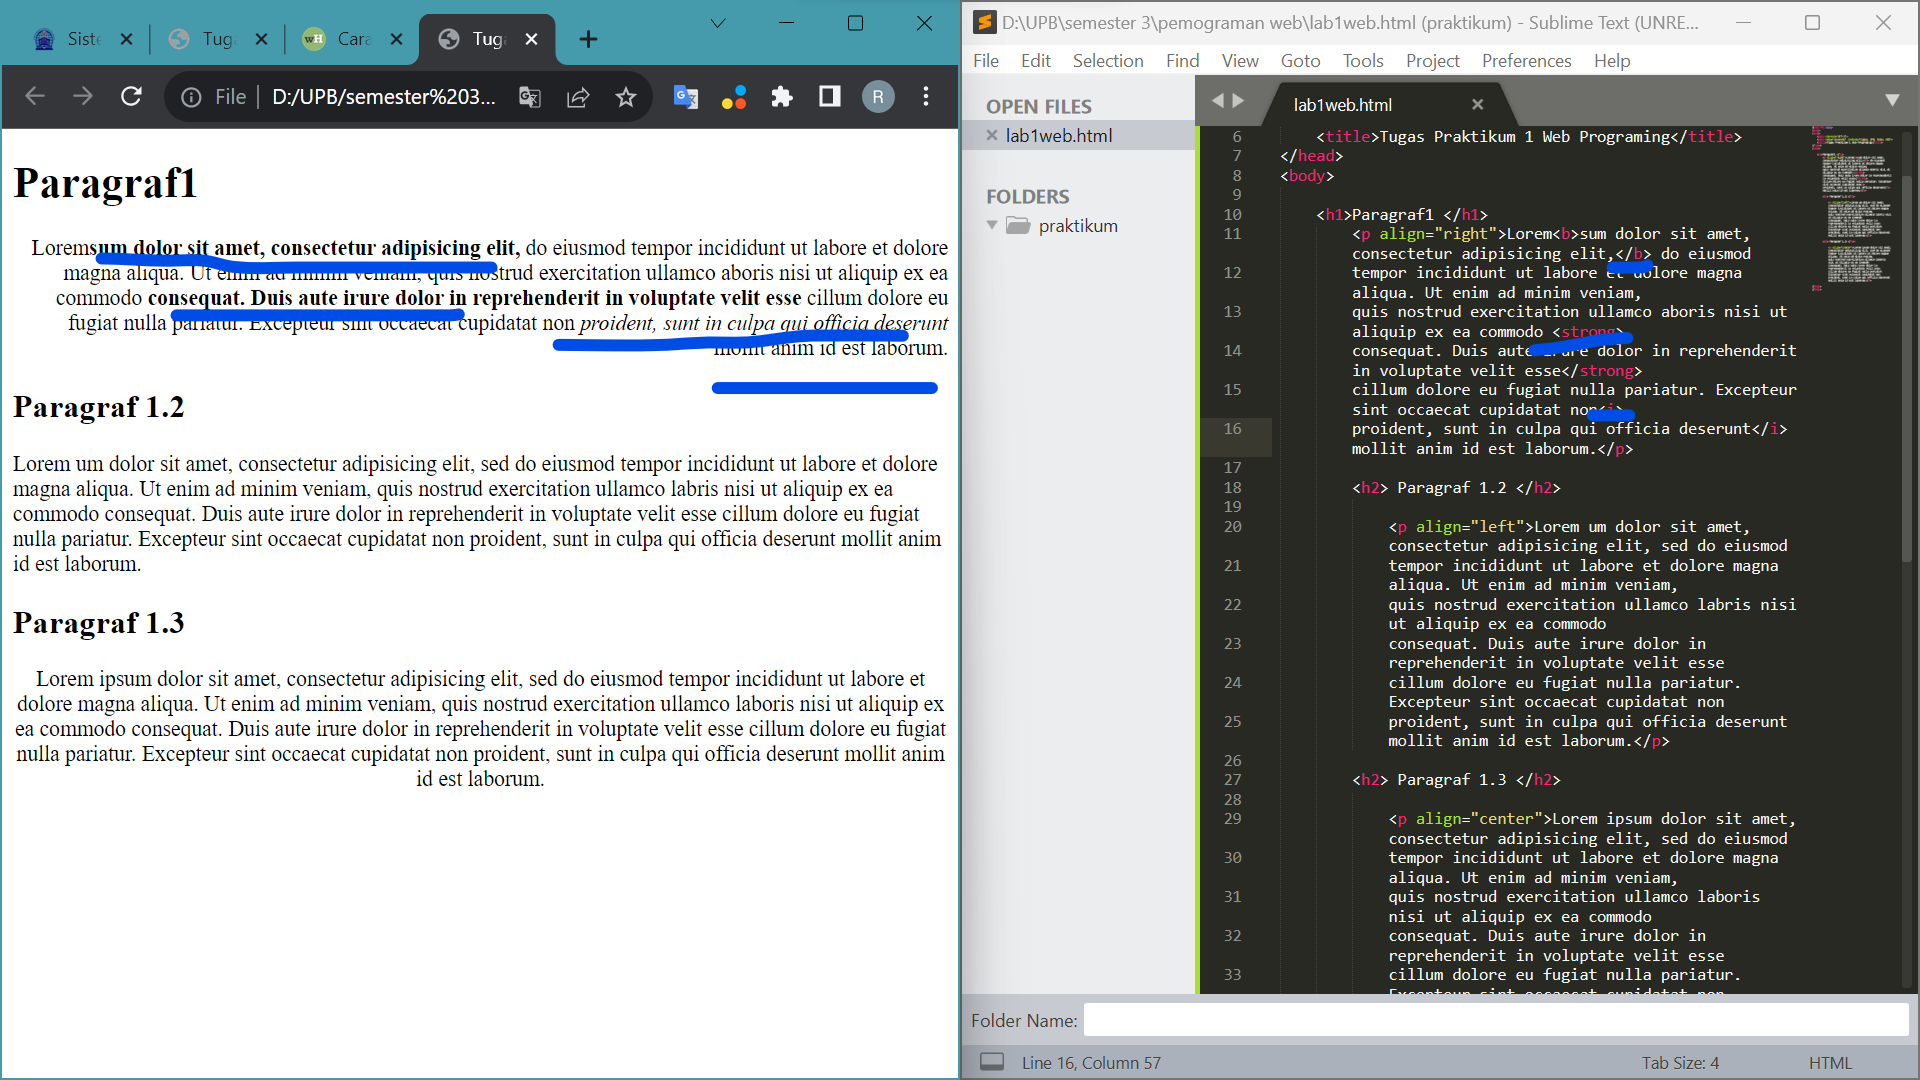 Siste
Tuga
Cara
Tuga
File
D:/UPB/semester%203...
R
Paragraf1
Loremsum dolor sit amet, consectetur adipisicing elit, do eiusmod tempor incididunt ut labore et dolore
magna aliqua. Ut enim ad minim veniam, quis nostrud exercitation ullamco aboris nisi ut aliquip ex ea
commodo consequat. Duis aute irure dolor in reprehenderit in voluptate velit esse cillum dolore eu
fugiat nulla pariatur. Excepteur sint occaecat cupidatat non proident, sunt in culpa qui officia deserunt
mollit anim id est laborum.
Paragraf 1.2
Lorem um dolor sit amet, consectetur adipisicing elit, sed do eiusmod tempor incididunt ut labore et dolore
magna aliqua. Ut enim ad minim veniam, quis nostrud exercitation ullamco labris nisi ut aliquip ex ea
commodo consequat. Duis aute irure dolor in reprehenderit in voluptate velit esse cillum dolore eu fugiat
nulla pariatur. Excepteur sint occaecat cupidatat non proident, sunt in culpa qui officia deserunt mollit anim
id est laborum.
Paragraf 1.3
Lorem ipsum dolor sit amet, consectetur adipisicing elit, sed do eiusmod tempor incididunt ut labore et
dolore magna aliqua. Ut enim ad minim veniam, quis nostrud exercitation ullamco laboris nisi ut aliquip ex
ea commodo consequat. Duis aute irure dolor in reprehenderit in voluptate velit esse cillum dolore eu fugiat
nulla pariatur. Excepteur sint occaecat cupidatat non proident, sunt in culpa qui officia deserunt mollit anim
id est laborum.
D:\UPB\semester 3\pemograman web\lab1web.html (praktikum) - Sublime Text (UNRE...
File Edit Selection Find View Goto Tools Project Preferences Help
OPEN FILES
lab1web.html
FOLDERS
praktikum
lab1web.html
6 <title>Tugas Praktikum 1 Web Programing</title>
7 </head>
8 <body>
9
10 <h1>Paragraf1 </h1>
11 <p align="right">Lorem<b>sum dolor sit amet,
consectetur adipisicing elit,</b> do eiusmod
12 tempor incididunt ut labore et dolore magna
aliqua. Ut enim ad minim veniam,
13 quis nostrud exercitation ullamco aboris nisi ut
aliquip ex ea commodo <strong>
14 consequat. Duis aute irure dolor in reprehenderit
in voluptate velit esse</strong>
15 cillum dolore eu fugiat nulla pariatur. Excepteur
sint occaecat cupidatat non<i>
16 proident, sunt in culpa qui officia deserunt</i>
mollit anim id est laborum.</p>
17
18 <h2> Paragraf 1.2 </h2>
19
20 <p align="left">Lorem um dolor sit amet,
consectetur adipisicing elit, sed do eiusmod
21 tempor incididunt ut labore et dolore magna
aliqua. Ut enim ad minim veniam,
22 quis nostrud exercitation ullamco labris nisi
ut aliquip ex ea commodo
23 consequat. Duis aute irure dolor in
reprehenderit in voluptate velit esse
24 cillum dolore eu fugiat nulla pariatur.
Excepteur sint occaecat cupidatat non
25 proident, sunt in culpa qui officia deserunt
mollit anim id est laborum.</p>
26
27 <h2> Paragraf 1.3 </h2>
28
29 <p align="center">Lorem ipsum dolor sit amet,
consectetur adipisicing elit, sed do eiusmod
30 tempor incididunt ut labore et dolore magna
aliqua. Ut enim ad minim veniam,
31 quis nostrud exercitation ullamco laboris
nisi ut aliquip ex ea commodo
32 consequat. Duis aute irure dolor in
reprehenderit in voluptate velit esse
33 cillum dolore eu fugiat nulla pariatur.
Excepteur sint occaecat cupidatat non
Folder Name:
Line 16, Column 57
Tab Size: 4
HTML